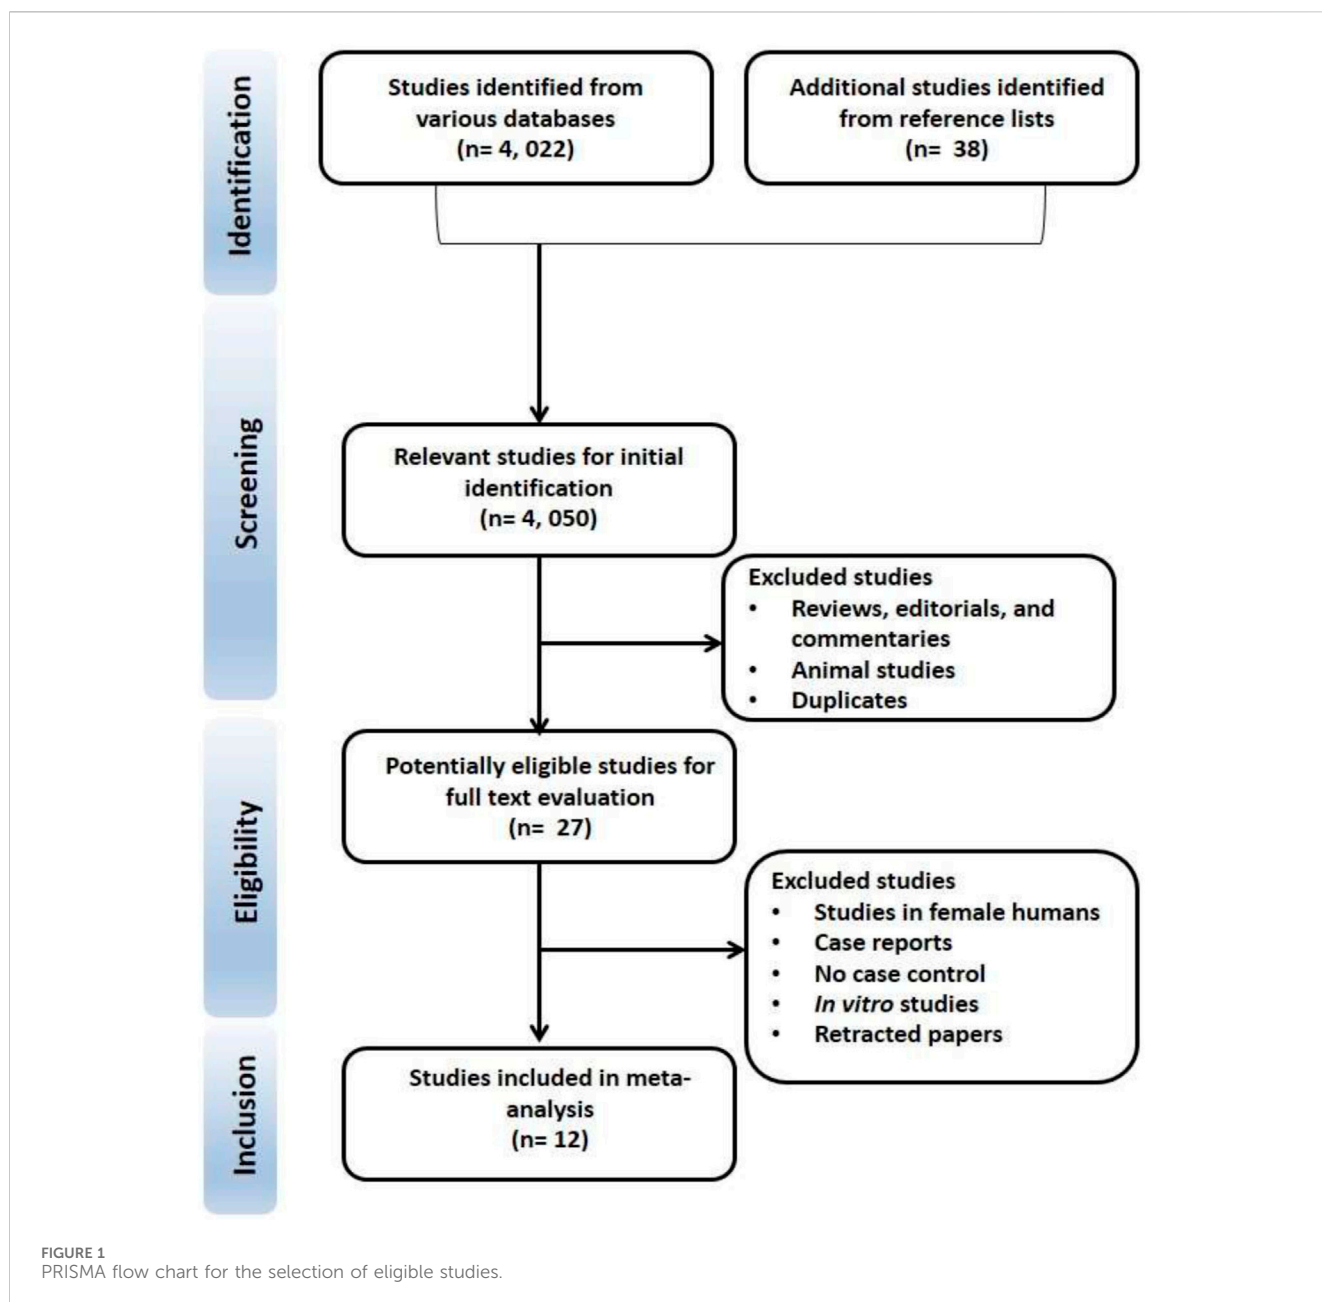 Identification
Studies identified from
various databases
(n= 4, 022)
Additional studies identified
from reference lists
(n=  38)
Screening
Relevant studies for initial
identification
(n= 4, 050)
Excluded studies
• Reviews, editorials, and
commentaries
• Animal studies
• Duplicates
Eligibility
Potentially eligible studies for
full text evaluation
(n=  27)
Excluded studies
• Studies in female humans
• Case reports
• No case control
• In vitro studies
• Retracted papers
Inclusion
Studies included in meta-
analysis
(n= 12)
FIGURE 1
PRISMA flow chart for the selection of eligible studies.